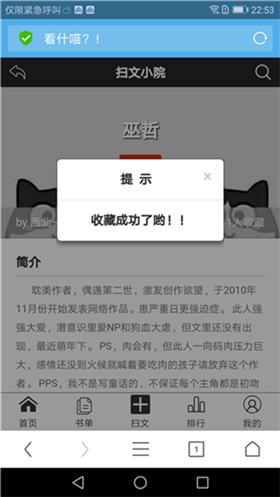 仅限紧急呼叫
22:53
看什喵？！
扫文小院
巫哲
提 示
×
收藏成功了哟！！
by 西北
1人收藏
简介
耽美作者，偶遇第二世，激发创作欲望，于2010
年11月份开始发表网络作品。患严重日更强迫症。此人强
强大爱，潜意识里爱NP和狗血大虐，但文里还没有出
现，最近萌年下。PS，肉会有，但此人一向码肉压力巨
大，感情还没到火候就喊着要吃肉的孩子请放弃这个作
者。PPS，我不是写童话的，不保证每个主角都是初吻
首页 书单 扫文 排行 我的
1